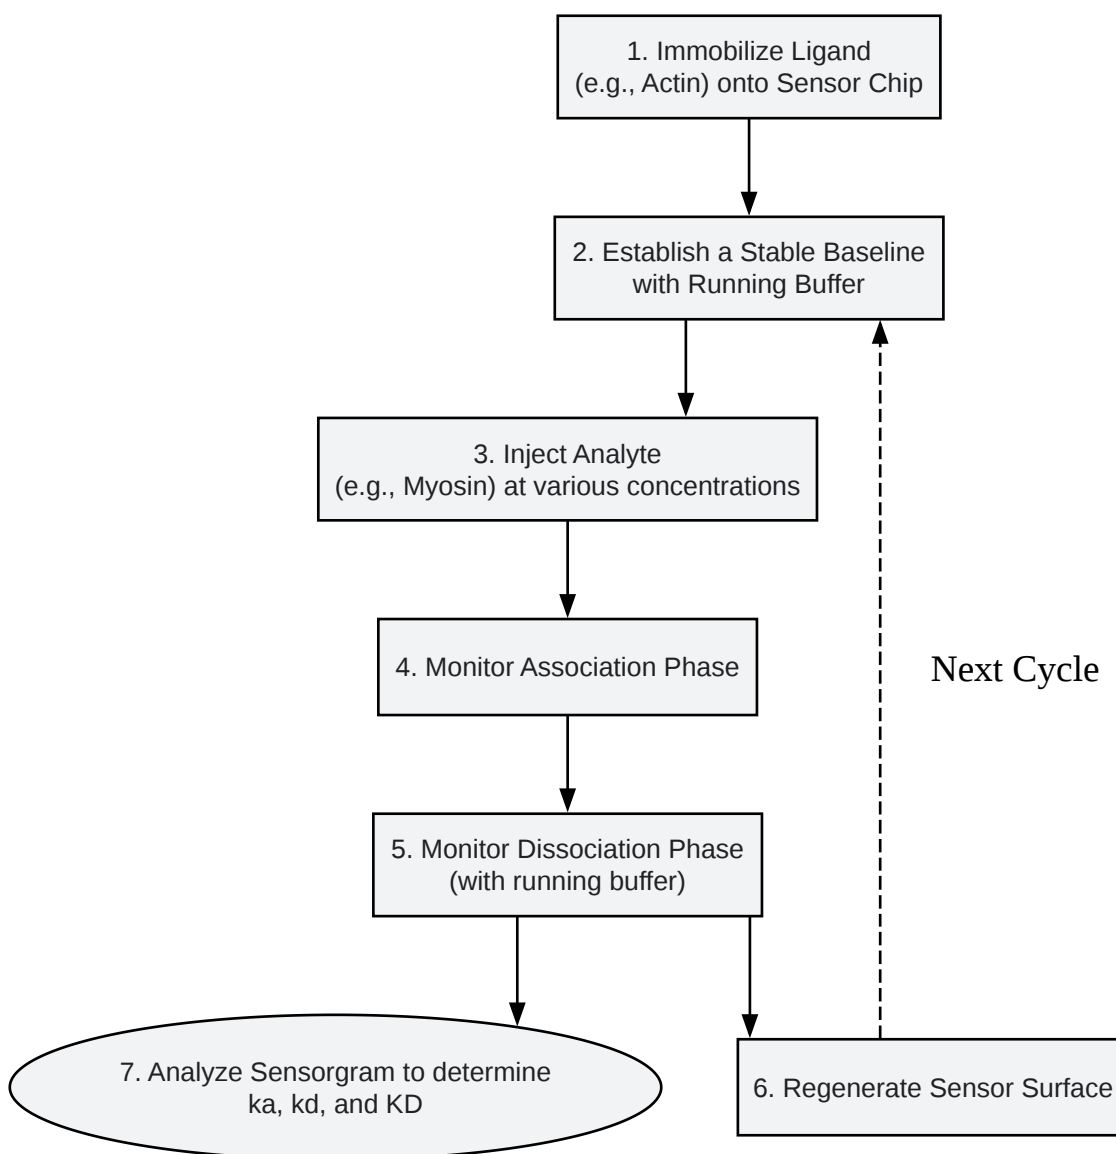 1. Immobilize Ligand
(e.g., Actin) onto Sensor Chip
2. Establish a Stable Baseline
with Running Buffer
3. Inject Analyte
(e.g., Myosin) at various concentrations
4. Monitor Association Phase
Next Cycle
5. Monitor Dissociation Phase
(with running buffer)
7. Analyze Sensorgram to determine
ka, kd, and KD
6. Regenerate Sensor Surface